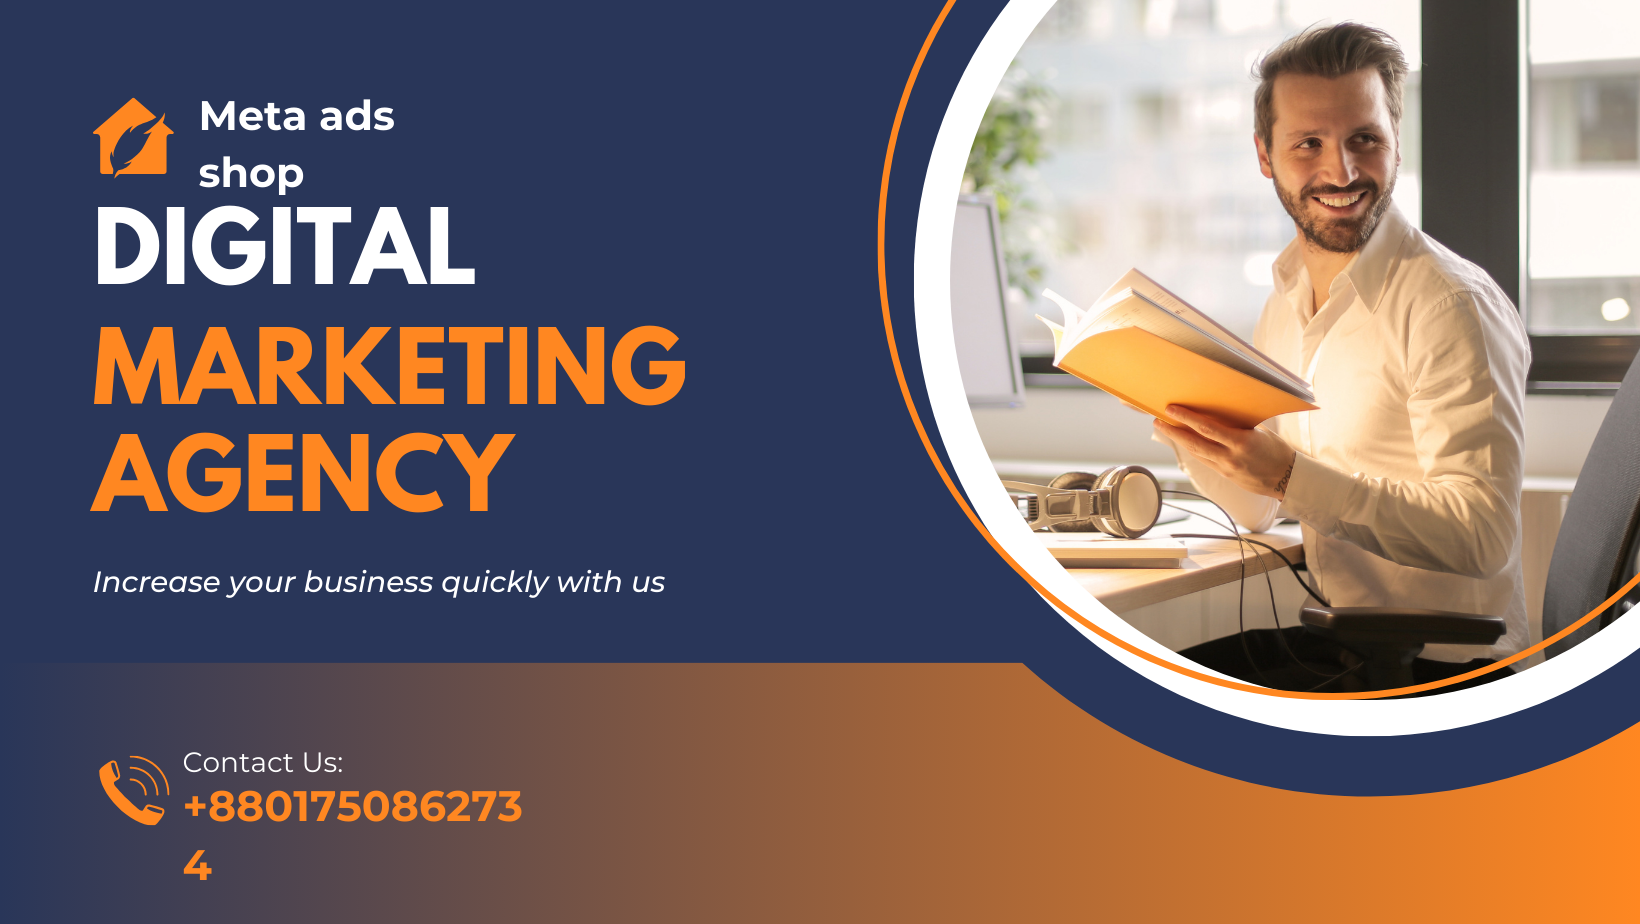 Meta ads
shop
DIGITAL
MARKETING
AGENCY
Increase your business quickly with us
Contact Us:
+880175086273
4